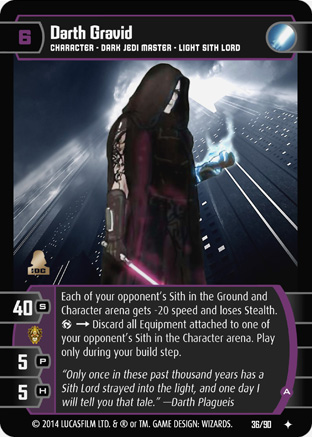 6
Darth Gravid
CHARACTER - DARK JEDI MASTER - LIGHT SITH LORD
IDC
40 S
5 P
5 H
Each of your opponent's Sith in the Ground and
Character arena gets -20 speed and loses Stealth.
→ Discard all Equipment attached to one of
your opponent's Sith in the Character arena. Play
only during your build step.
"Only once in these past thousand years has a
Sith Lord strayed into the light, and one day I
will tell you that tale." —Darth Plagueis
A
© 2014 LUCASFILM LTD. & ® OR TM. GAME DESIGN: WIZARDS.
36/90